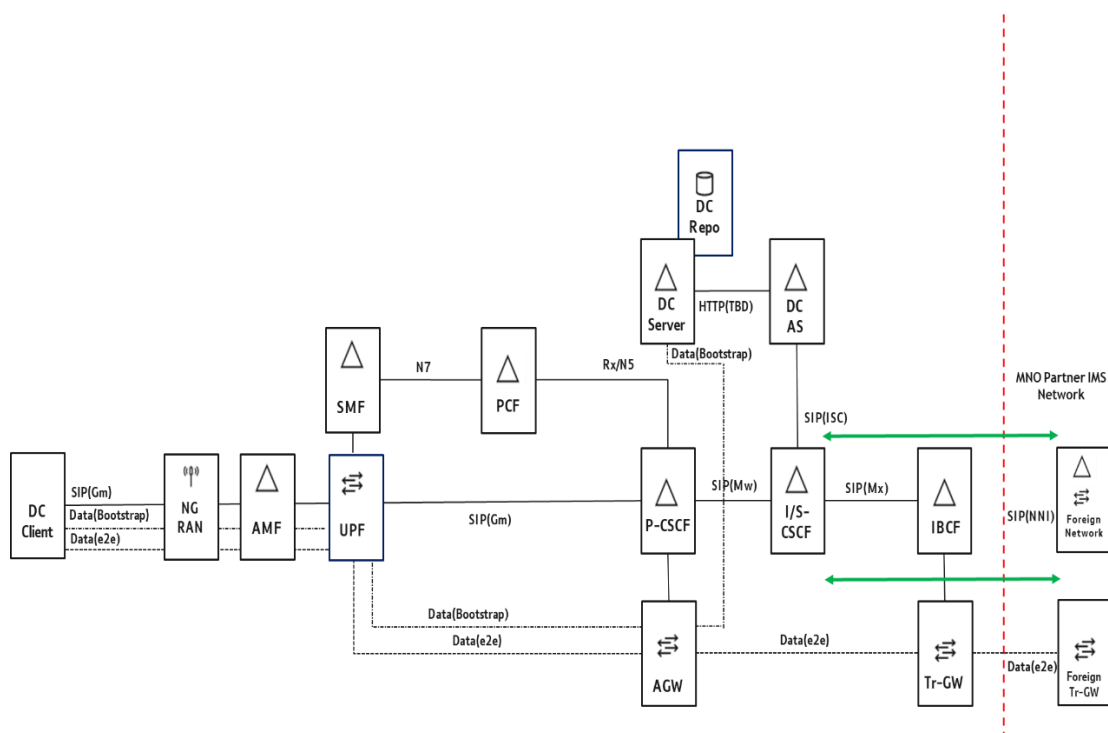 DC
Repo
DC
Server
HTTP(TBD)
DC
AS
Data(Bootstrap)
SMF
N7
PCF
Rx/N5
MNO Partner IMS
Network
SIP(ISC)
DC
Client
SIP(Gm)
Data(Bootstrap)
Data(e2e)
NG
RAN
AMF
UPF
SIP(Gm)
P-CSCF
SIP(Mw)
I/S-
CSCF
SIP(Mx)
IBCF
SIP(NNI)
Foreign
Network
Data(Bootstrap)
Data(e2e)
AGW
Data(e2e)
Tr-GW
Data(e2e)
Foreign
Tr-GW